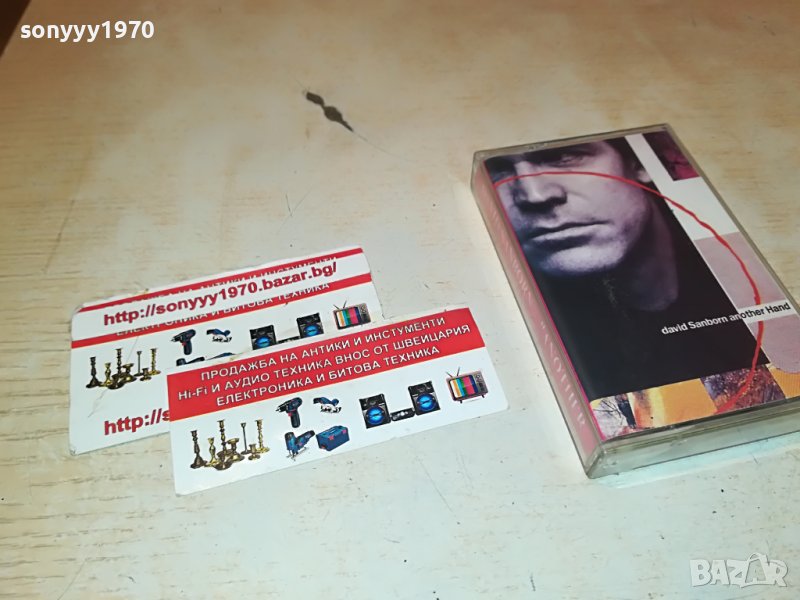 sonyyy1970
http://sonyyy1970.bazar.bg/
ЕЛЕКТРОНИКА И БИТОВА ТЕХНИКА
http://s
ПРОДАЖБА НА АНТИКИ И ИНСТУМЕНТИ
Hi-Fi И АУДИО ТЕХНИКА ВНОС ОТ ШВЕЙЦАРИЯ
ЕЛЕКТРОНИКА И БИТОВА ТЕХНИКА
david Sanborn another Hand
BAZAR